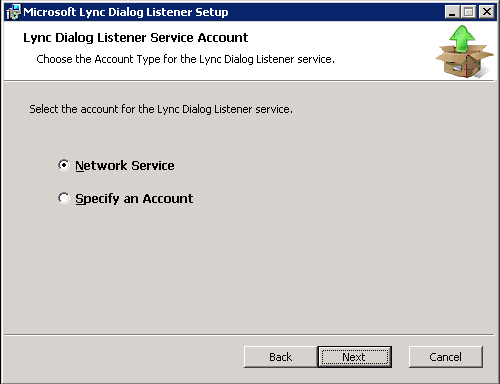 Microsoft Lync Dialog Listener Setup
Lync Dialog Listener Service Account
Choose the Account Type for the Lync Dialog Listener service.
Select the account for the Lync Dialog Listener service.
Network Service
Specify an Account
Back Next Cancel